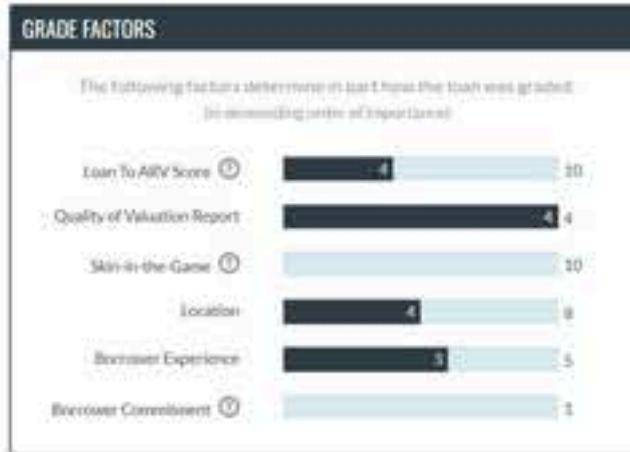 GRADE FACTORS
The following factors determine in part how the loan was graded
(in descending order of importance)
Loan To ARV Score ? 4 10
Quality of Valuation Report 4 4
Skin-in-the-Game ? 10
Location 4 8
Borrower Experience 3 5
Borrower Commitment ? 1